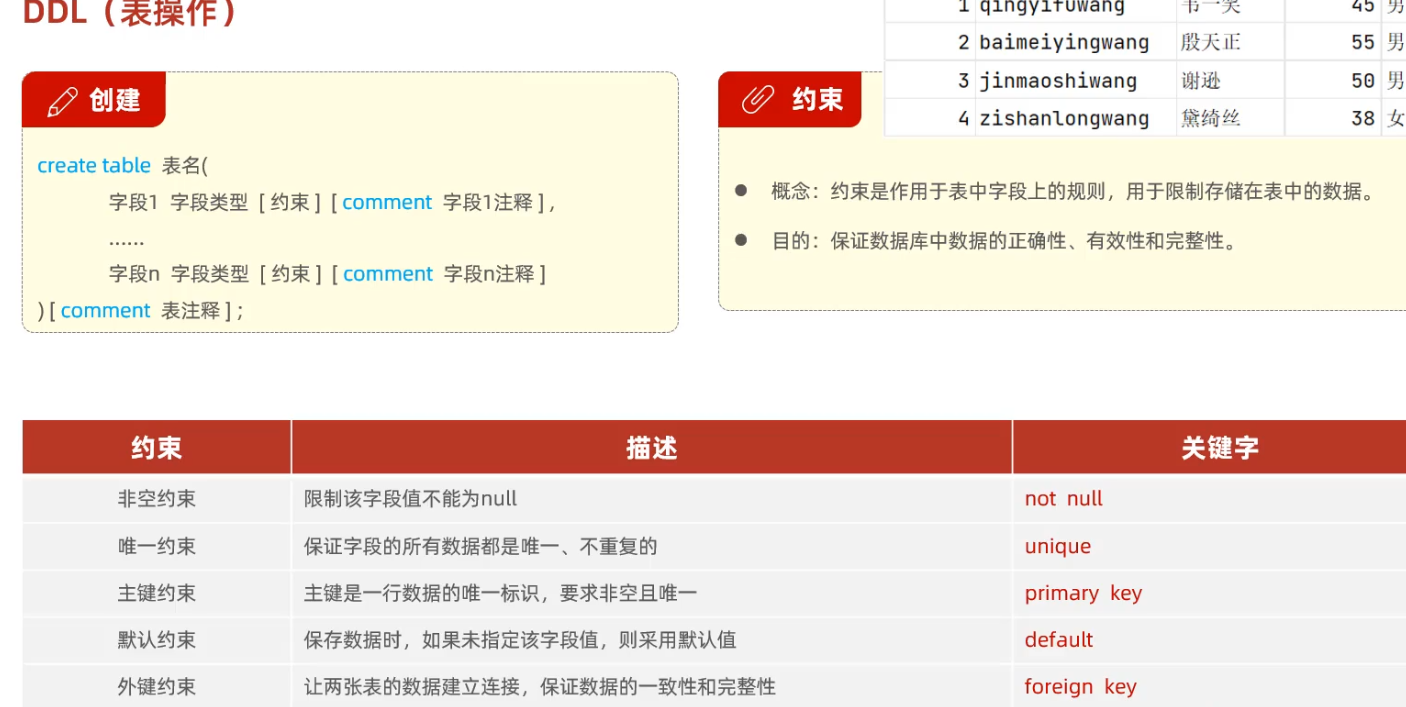 DDL（表操作）
1 qingyifuwang 韦一笑 45 男
2 baimeiyingwang 殷天正 55 男
3 jinmaoshiwang 谢逊 50 男
4 zishanlongwang 黛绮丝 38 女
创建
create table 表名(
字段1 字段类型 [ 约束 ] [ comment 字段1注释 ] ,
......
字段n 字段类型 [ 约束 ] [ comment 字段n注释 ]
) [ comment 表注释 ] ;
约束
概念：约束是作用于表中字段上的规则，用于限制存储在表中的数据。
目的：保证数据库中数据的正确性、有效性和完整性。
约束 描述 关键字
非空约束 限制该字段值不能为null not null
唯一约束 保证字段的所有数据都是唯一、不重复的 unique
主键约束 主键是一行数据的唯一标识，要求非空且唯一 primary key
默认约束 保存数据时，如果未指定该字段值，则采用默认值 default
外键约束 让两张表的数据建立连接，保证数据的一致性和完整性 foreign key